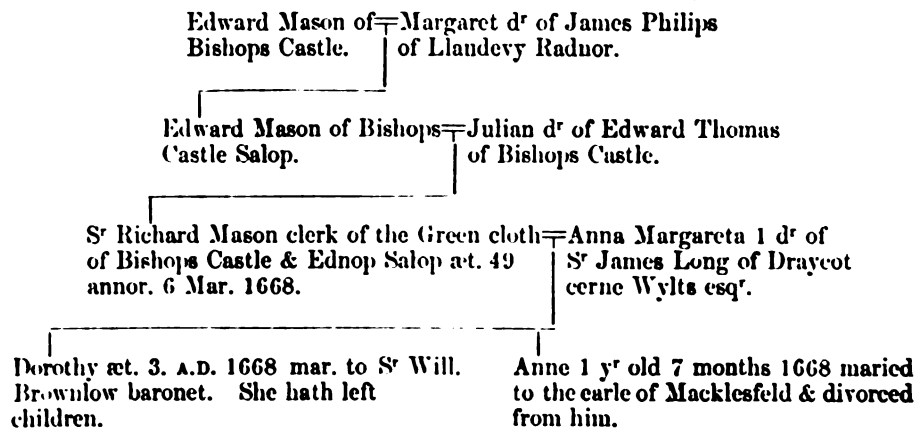 Edward Mason of=Margaret dʳ of James Philips
Bishops Castle. of Llandevy Radnor.
Edward Mason of Bishops=Julian dʳ of Edward Thomas
Castle Salop. of Bishops Castle.
Sʳ Richard Mason clerk of the Green cloth=Anna Margareta 1 dʳ of
of Bishops Castle & Ednop Salop æt. 49 Sʳ James Long of Draycot
annor. 6 Mar. 1668. cerne Wylts esqʳ.
Dorothy æt. 3. A.D. 1668 mar. to Sʳ Will.
Brownlow baronet. She hath left
children.
Anne 1 yʳ old 7 months 1668 maried
to the earle of Macklesfeld & divorced
from him.